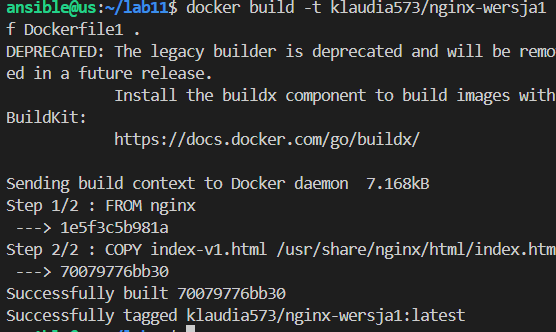 ansible@us:~/lab11$ docker build -t klaudia573/nginx-wersja1
f Dockerfile1 .
DEPRECATED: The legacy builder is deprecated and will be remo
ed in a future release.
            Install the buildx component to build images with
BuildKit:
            https://docs.docker.com/go/buildx/

Sending build context to Docker daemon  7.168kB
Step 1/2 : FROM nginx
 ---> 1e5f3c5b981a
Step 2/2 : COPY index-v1.html /usr/share/nginx/html/index.htm
 ---> 70079776bb30
Successfully built 70079776bb30
Successfully tagged klaudia573/nginx-wersja1:latest